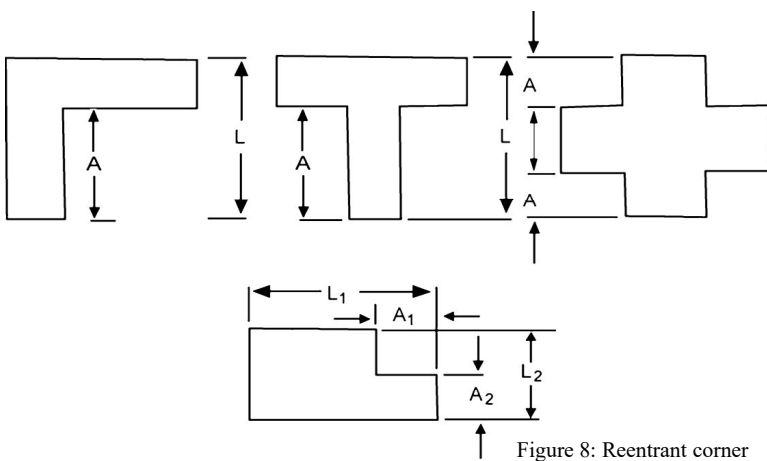 A
L
A
L
A
A
L₁
A₁
A₂
L₂
Figure 8: Reentrant corner